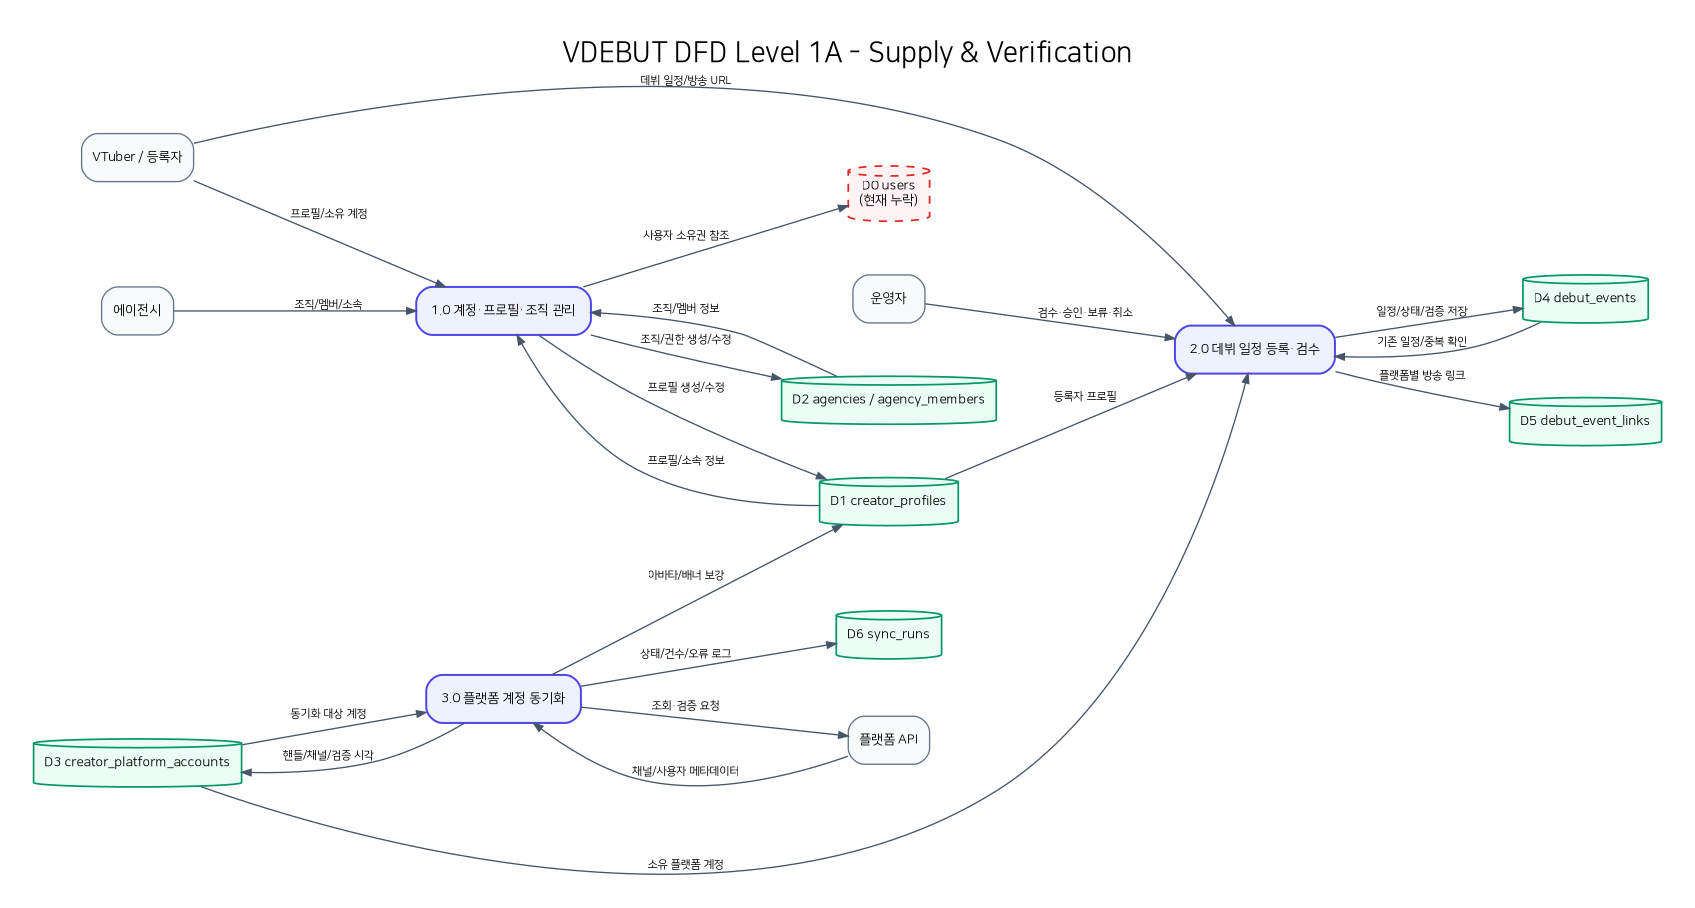 VDEBUT DFD Level 1A - Supply & Verification
데뷔 일정/방송 URL
VTuber / 등록자
D0 users
(현재 누락)
프로필/소유 계정
사용자 소유권 참조
에이전시
조직/멤버/소속
1.0 계정·프로필·조직 관리
운영자
조직/멤버 정보
검수·승인·보류·취소
일정/상태/검증 저장
D4 debut_events
조직/권한 생성/수정
2.0 데뷔 일정 등록·검수
기존 일정/중복 확인
프로필 생성/수정
D2 agencies / agency_members
등록자 프로필
플랫폼별 방송 링크
D5 debut_event_links
프로필/소속 정보
D1 creator_profiles
아바타/배너 보강
D6 sync_runs
상태/건수/오류 로그
3.0 플랫폼 계정 동기화
동기화 대상 계정
조회·검증 요청
플랫폼 API
핸들/채널/검증 시각
D3 creator_platform_accounts
채널/사용자 메타데이터
소유 플랫폼 계정